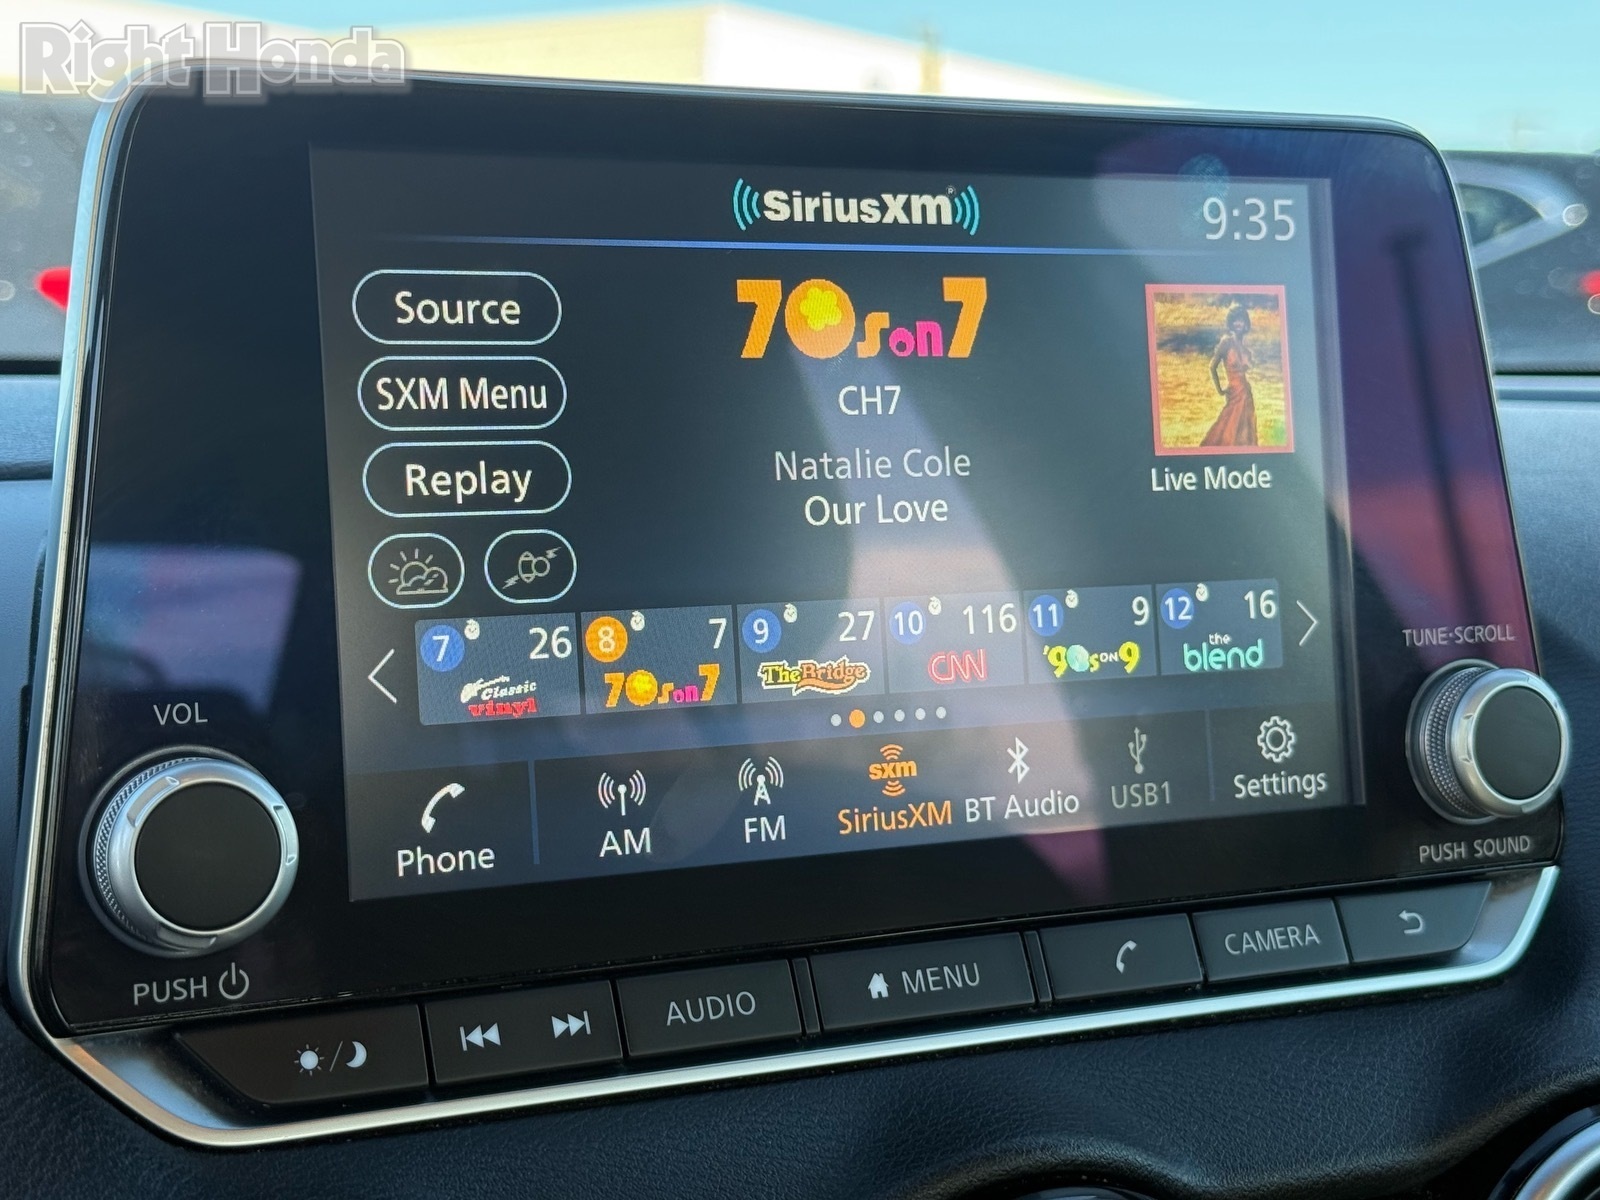 Right Honda
SiriusXM
9:35
Source
SXM Menu
Replay
70s on 7
CH7
Natalie Cole
Our Love
Live Mode
7 26
Classic
Vinyl
8 7
70s on 7
9 27
The Bridge
10 116
CNN
11 9
'90s ON 9
12 16
the
blend
Phone
AM
FM
sxm
SiriusXM
BT Audio
USB1
Settings
VOL
PUSH
TUNE·SCROLL
PUSH SOUND
AUDIO
MENU
CAMERA